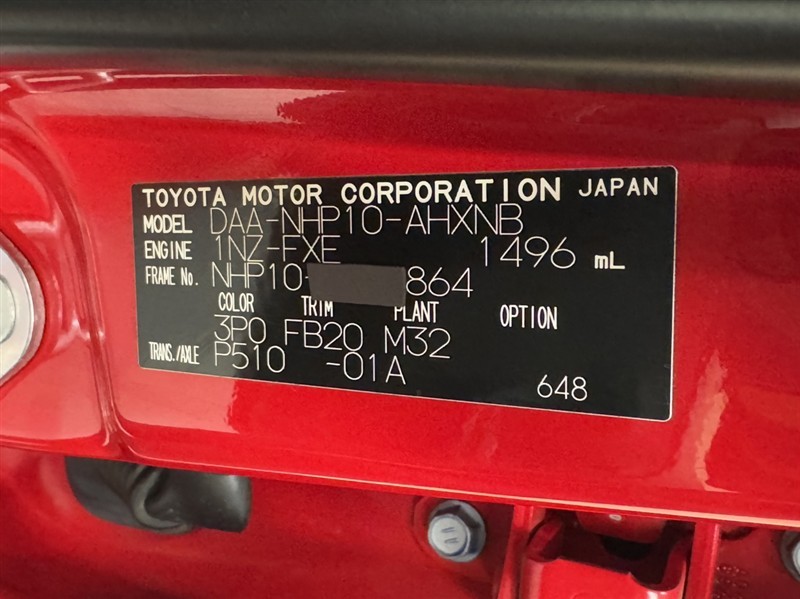 TOYOTA MOTOR CORPORATION JAPAN
MODEL DAA-NHP10-AHXNB
ENGINE 1NZ-FXE 1496 mL
FRAME No. NHP10- 864
COLOR TRIM PLANT OPTION
3P0 FB20 M32
TRANS./AXLE P510 -01A
648